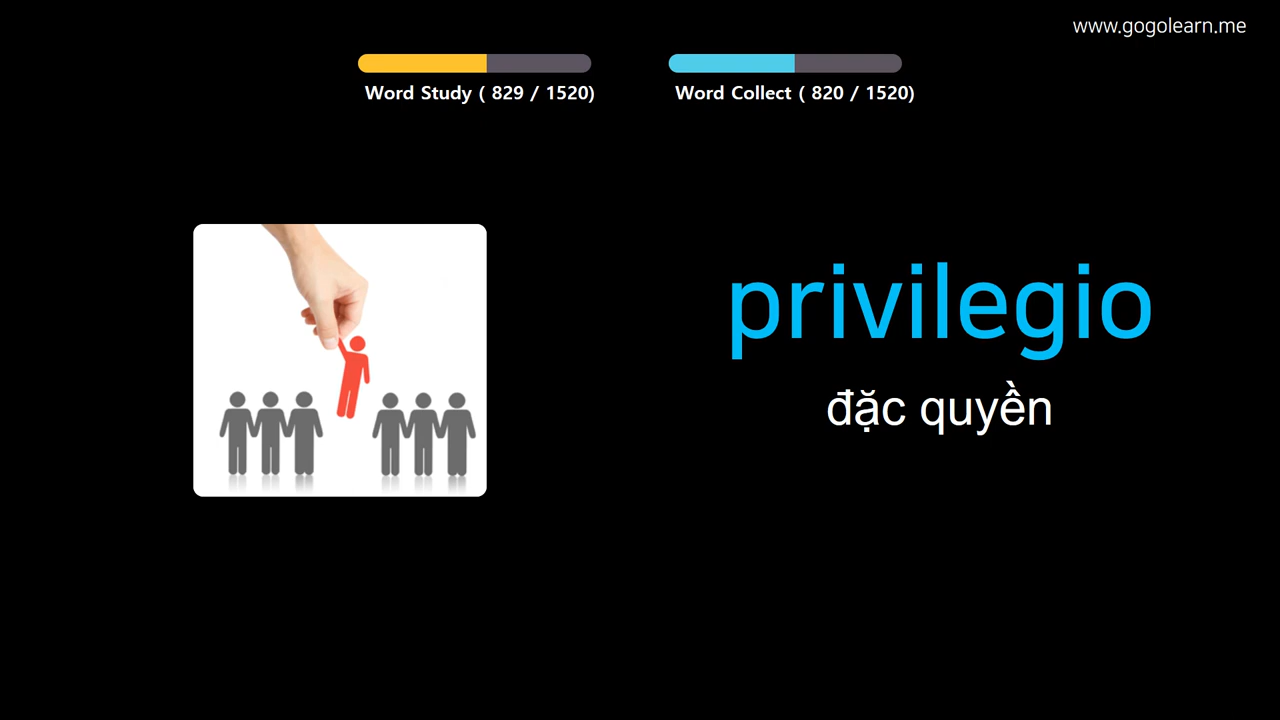 www.gogolearn.me
Word Study ( 829 / 1520)
Word Collect ( 820 / 1520)
privilegio
đặc quyền